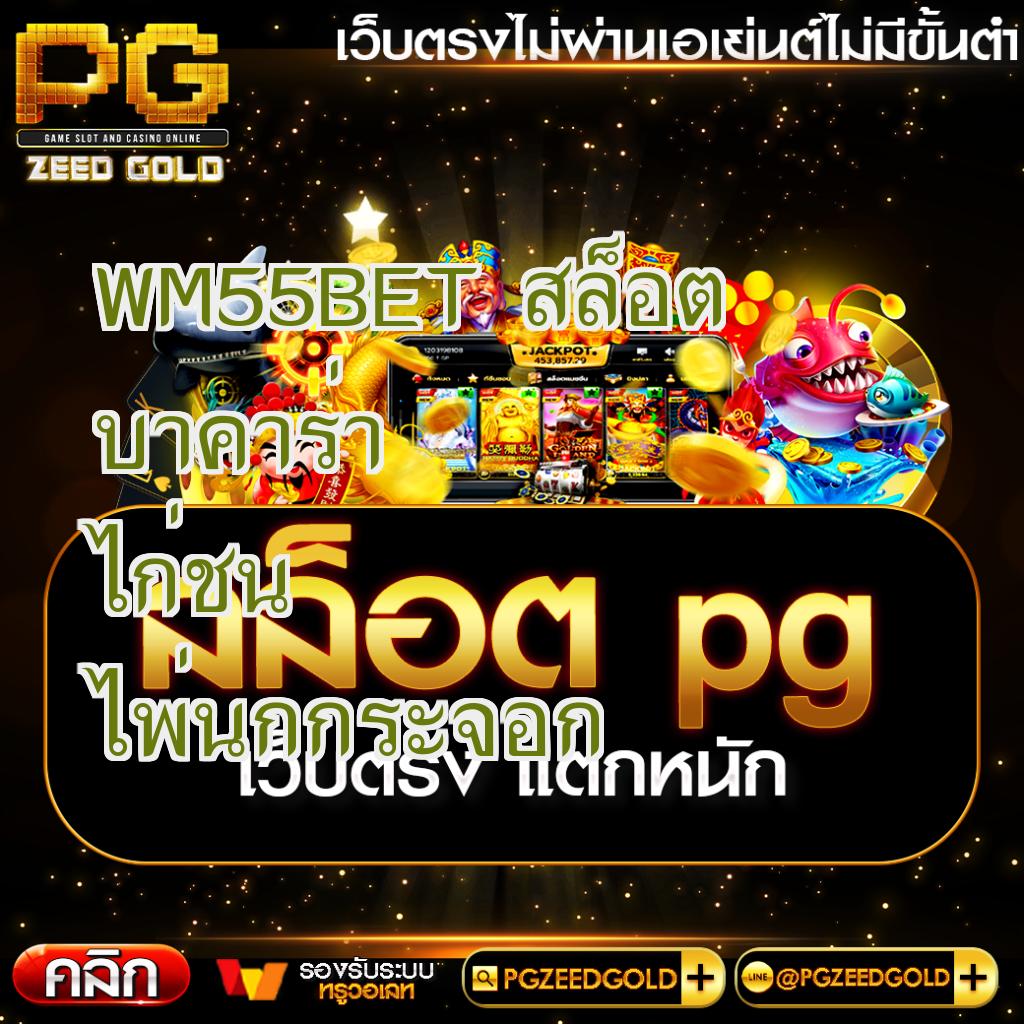 เว็บตรงไม่ผ่านเอเย่นต์ไม่มีขั้นต่ำ
PG
GAME SLOT AND CASINO ONLINE
ZEED GOLD
WM55BET สล็อต
JACKPOT
บาคาร่า
ไก่ชน
สล็อต pg
ไพ่นกกระจอก
เว็บตรง แตกหนัก
คลิก
รองรับระบบ
ทรูวอเลท
PGZEEDGOLD +
LINE @PGZEEDGOLD +